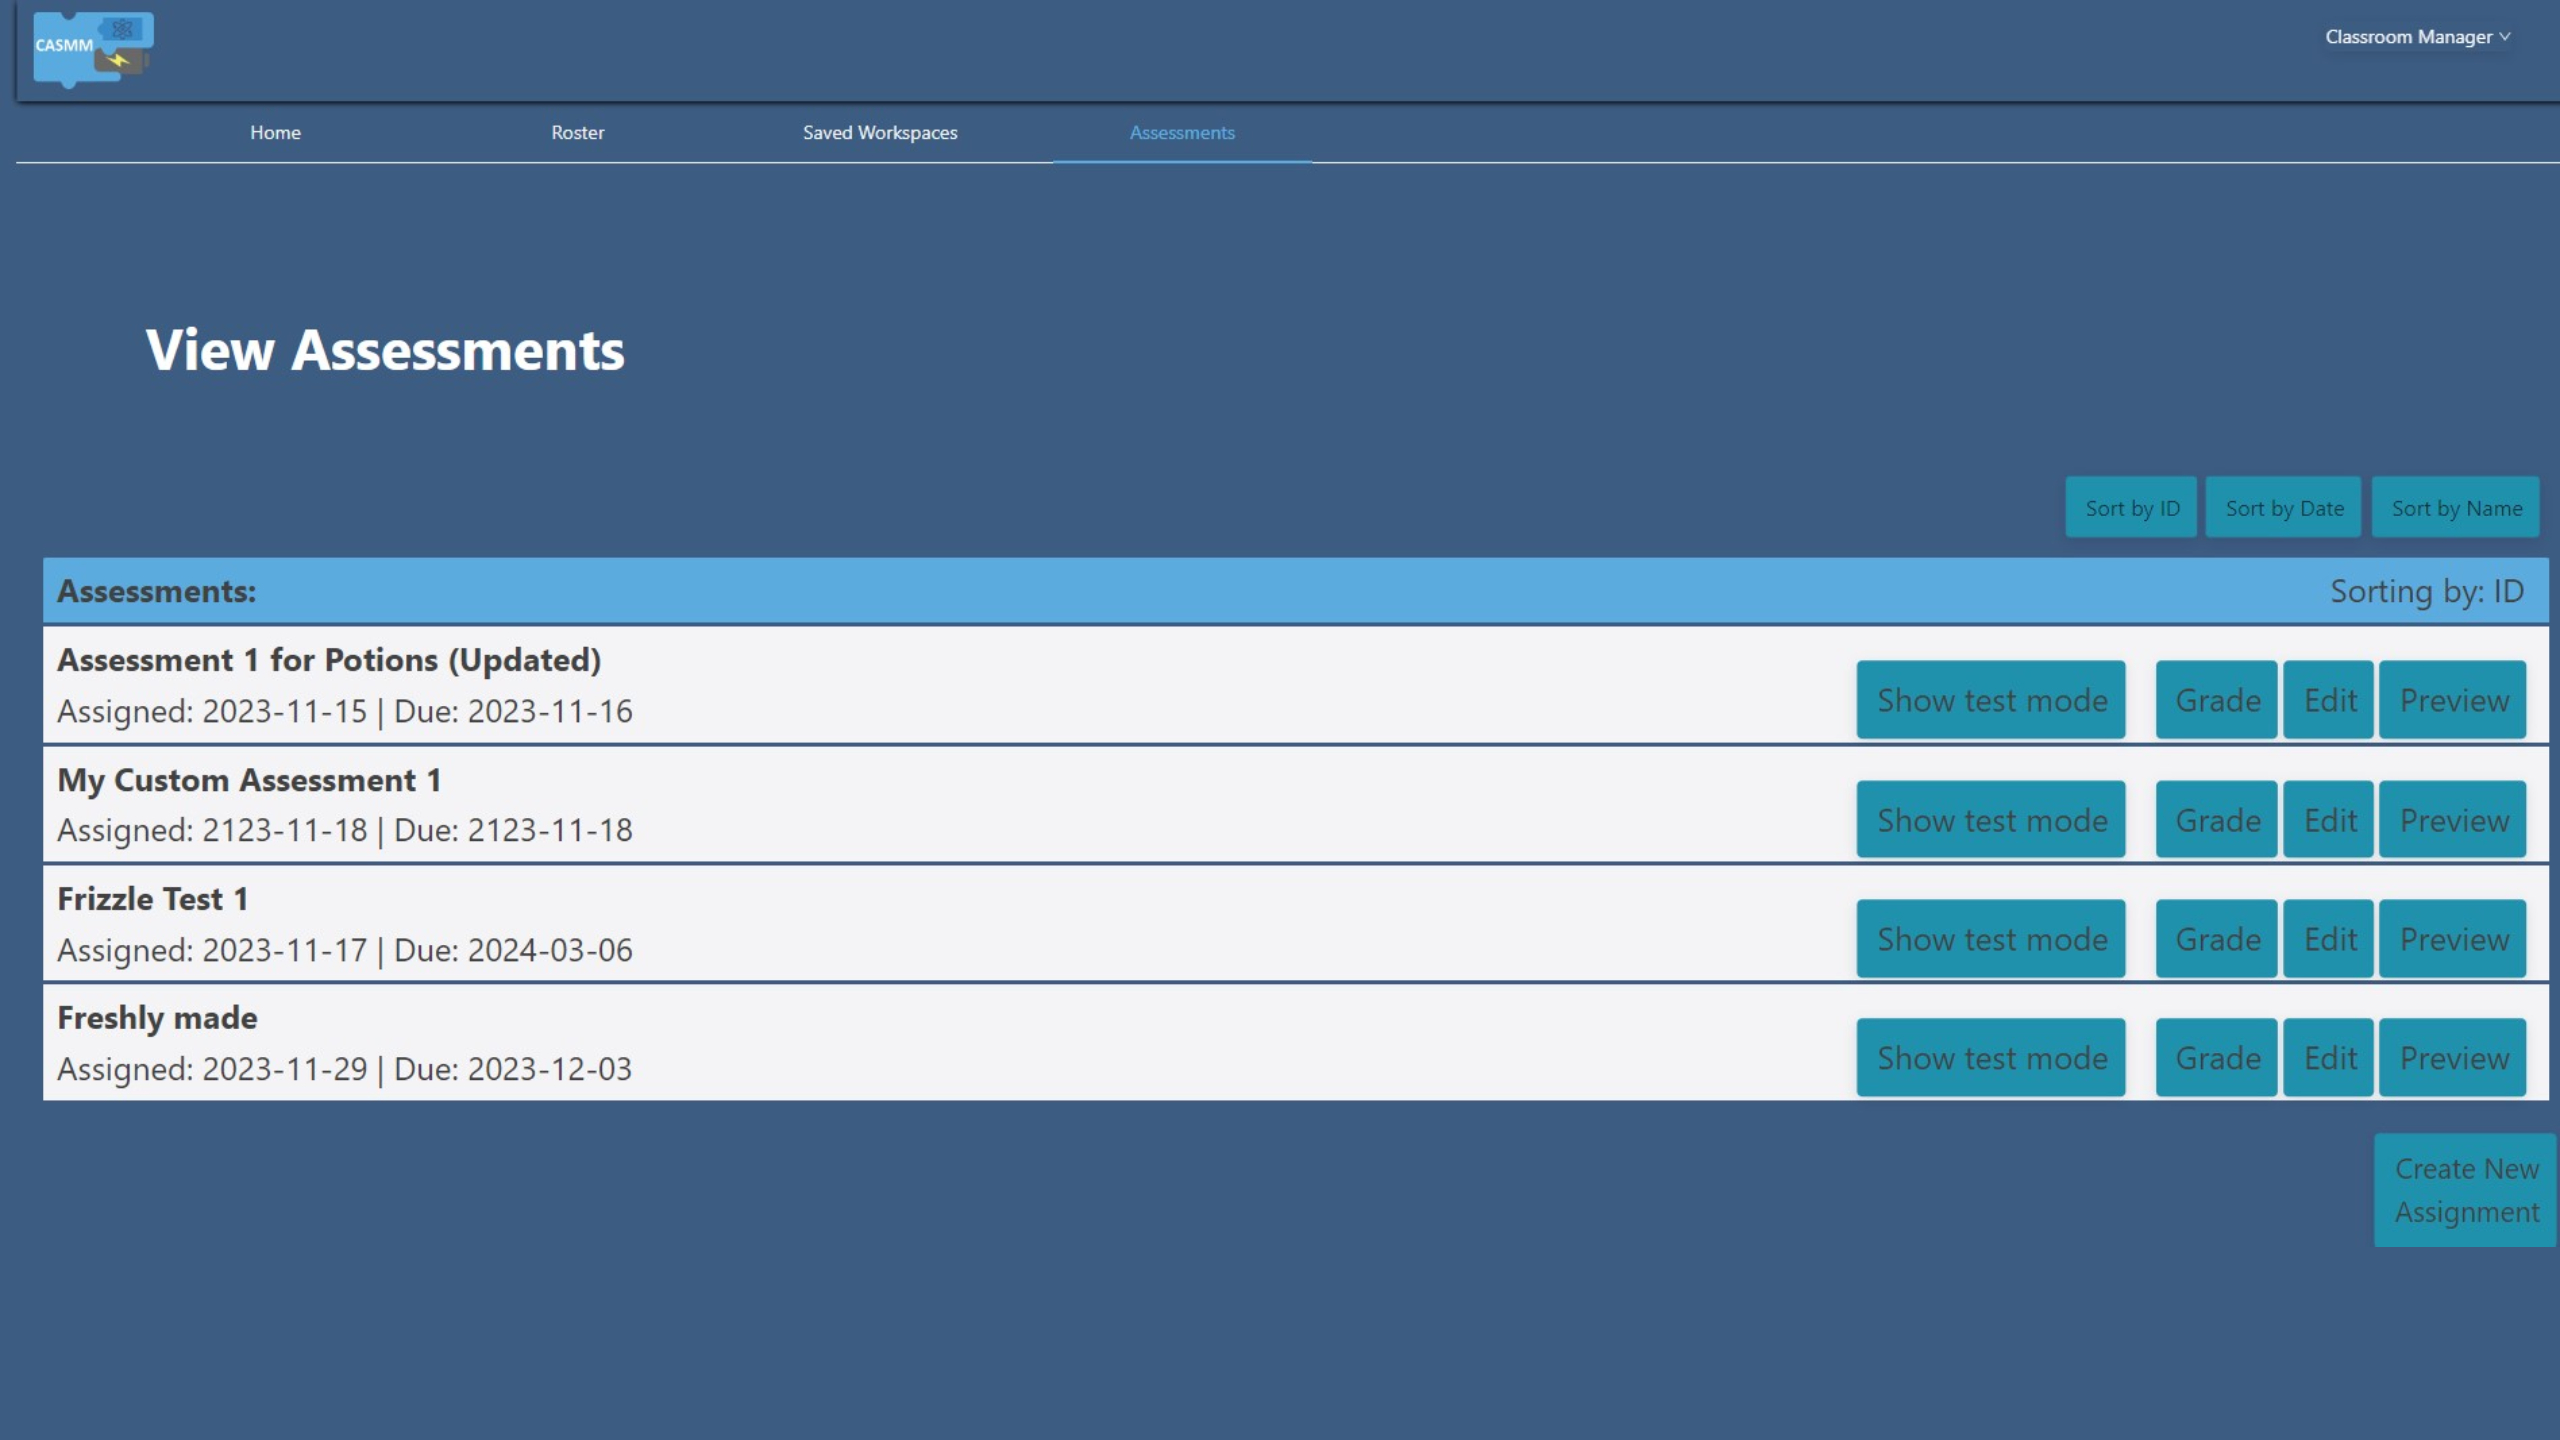 CASMM
Classroom Manager
Home
Roster
Saved Workspaces
Assessments
View Assessments
Sort by ID
Sort by Date
Sort by Name
Assessments:
Sorting by: ID
Assessment 1 for Potions (Updated)
Assigned: 2023-11-15 | Due: 2023-11-16
Show test mode
Grade
Edit
Preview
My Custom Assessment 1
Assigned: 2123-11-18 | Due: 2123-11-18
Show test mode
Grade
Edit
Preview
Frizzle Test 1
Assigned: 2023-11-17 | Due: 2024-03-06
Show test mode
Grade
Edit
Preview
Freshly made
Assigned: 2023-11-29 | Due: 2023-12-03
Show test mode
Grade
Edit
Preview
Create New
Assignment